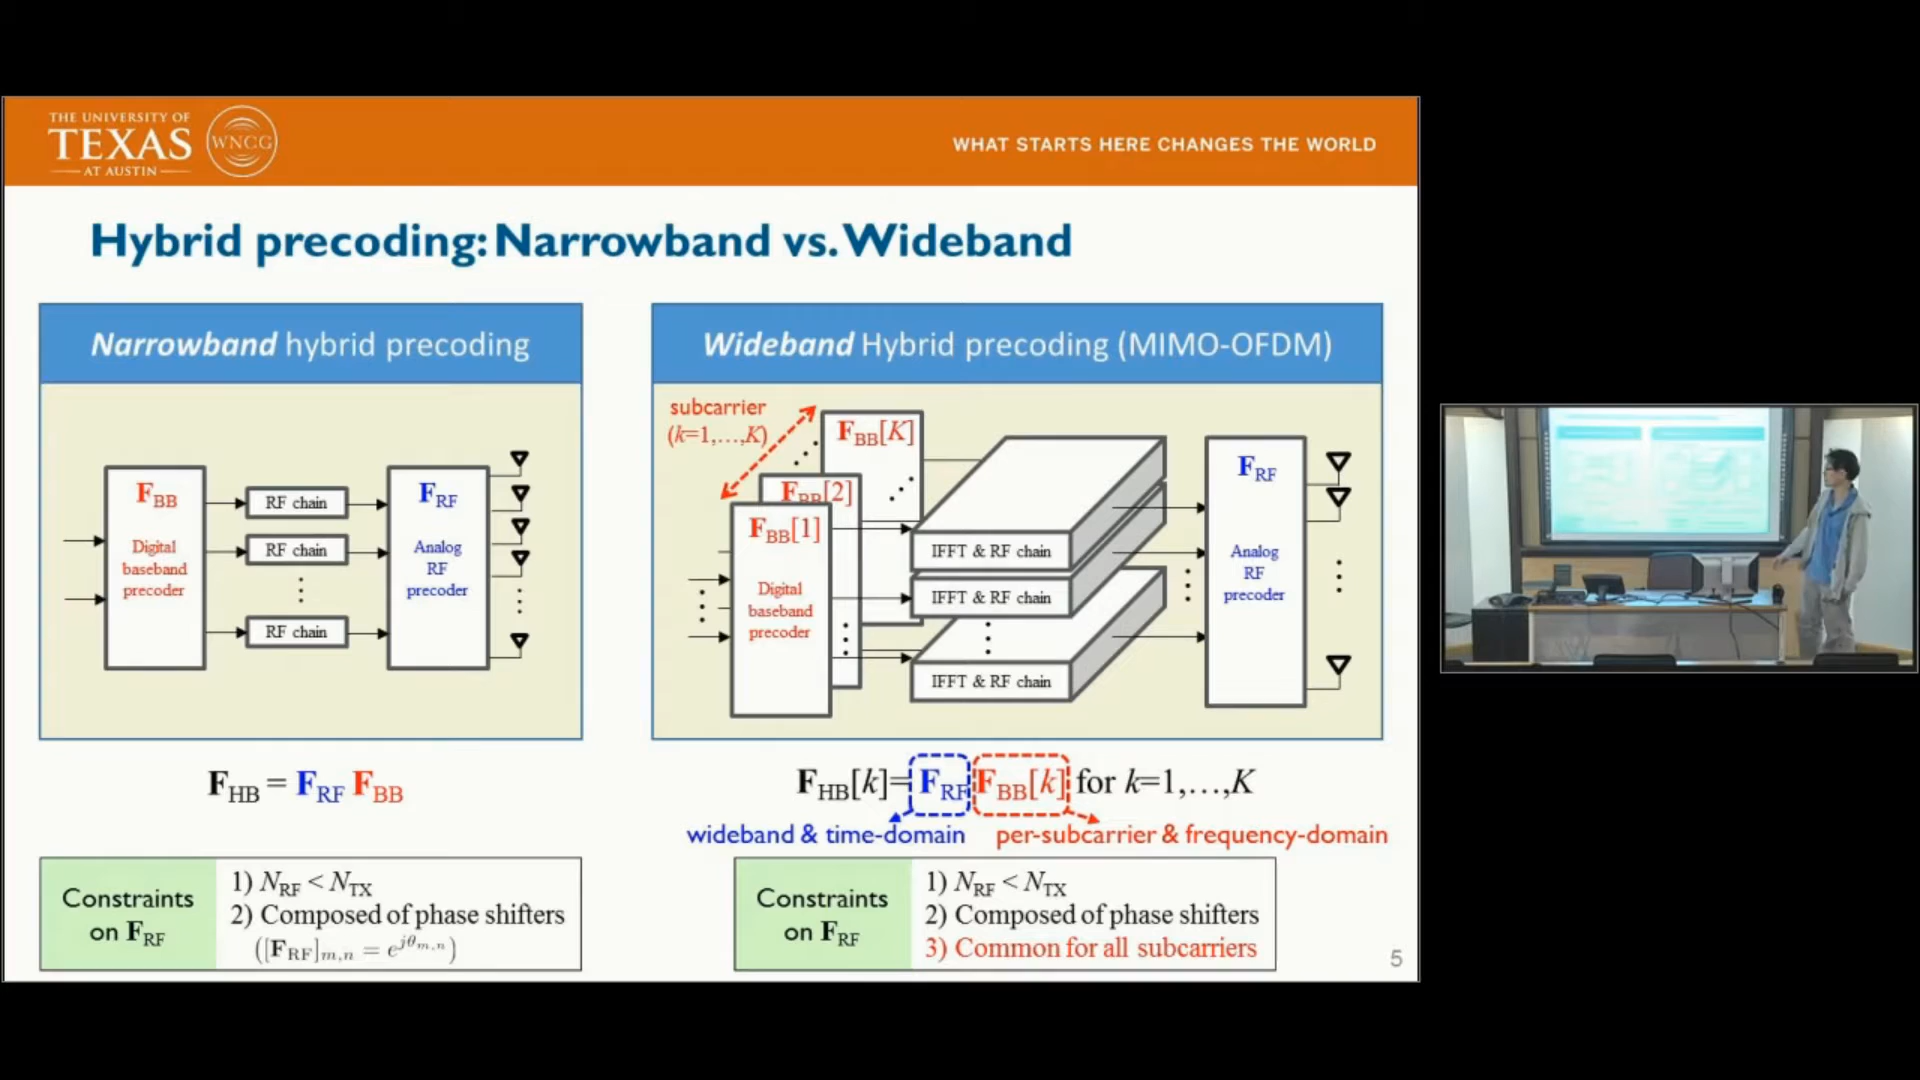 THE UNIVERSITY OF
TEXAS
AT AUSTIN
WNCG
WHAT STARTS HERE CHANGES THE WORLD
Hybrid precoding: Narrowband vs. Wideband
Narrowband hybrid precoding
F_BB
Digital
baseband
precoder
RF chain
RF chain
⋮
RF chain
F_RF
Analog
RF
precoder
⋮
F_HB = F_RF F_BB
Constraints
on F_RF
1) N_RF < N_TX
2) Composed of phase shifters
([F_RF]_{m,n} = e^{jθ_{m,n}})
Wideband Hybrid precoding (MIMO-OFDM)
subcarrier
(k=1,…,K)
F_BB[K]
F_BB[2]
F_BB[1]
Digital
baseband
precoder
IFFT & RF chain
IFFT & RF chain
⋮
IFFT & RF chain
F_RF
Analog
RF
precoder
⋮
F_HB[k]= F_RF F_BB[k] for k=1,…,K
wideband & time-domain
per-subcarrier & frequency-domain
Constraints
on F_RF
1) N_RF < N_TX
2) Composed of phase shifters
3) Common for all subcarriers
5